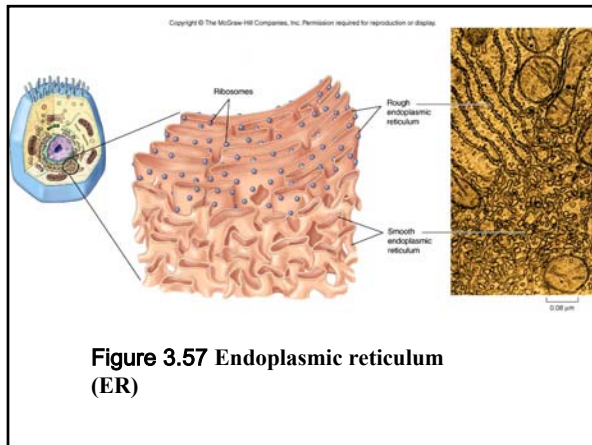 Copyright © The McGraw-Hill Companies, Inc. Permission required for reproduction or display.
Ribosomes
Rough
endoplasmic
reticulum
Smooth
endoplasmic
reticulum
0.08 µm
Figure 3.57 Endoplasmic reticulum
(ER)